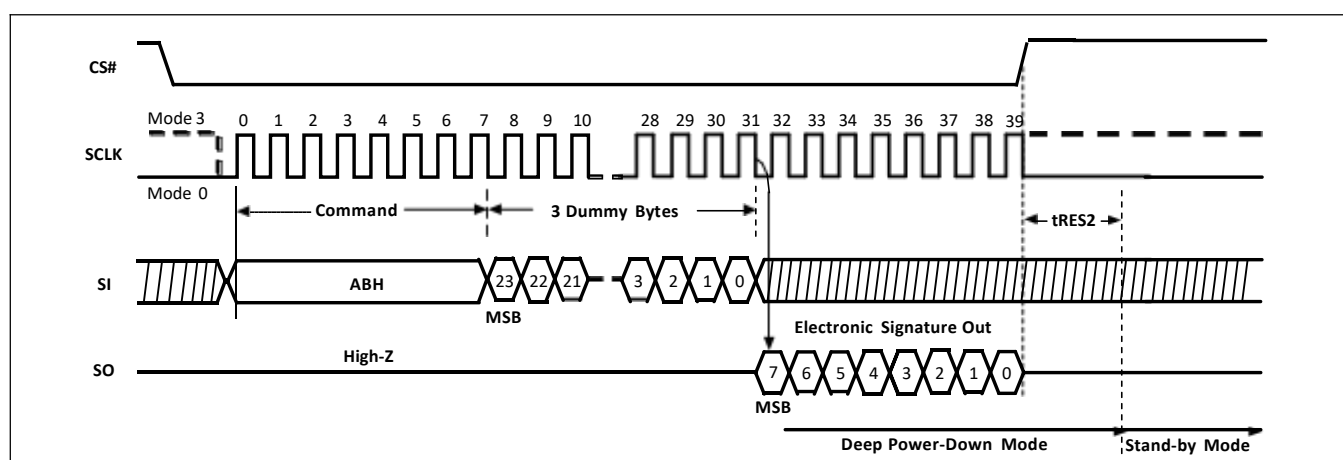 CS#
Mode 3
0 1 2 3 4 5 6 7 8 9 10 28 29 30 31 32 33 34 35 36 37 38 39
SCLK
Mode 0
Command
3 Dummy Bytes
tRES2
SI
ABH
23 22 21 3 2 1 0
MSB
Electronic Signature Out
High-Z
SO
7 6 5 4 3 2 1 0
MSB
Deep Power-Down Mode
Stand-by Mode